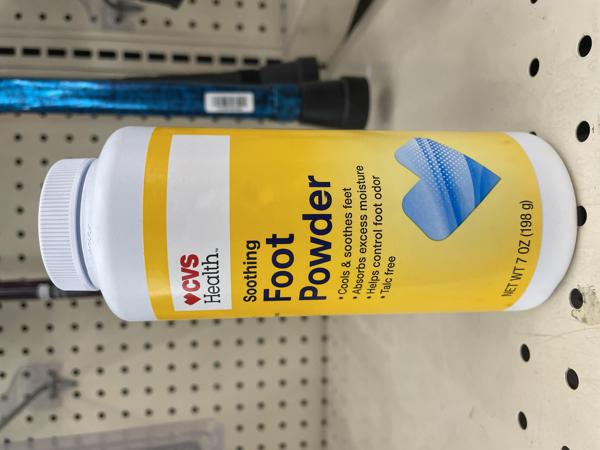 CVS
Health™
Soothing
Foot
Powder
• Cools & soothes feet
• Absorbs excess moisture
• Helps control foot odor
• Talc free
NET WT 7 OZ (198 g)